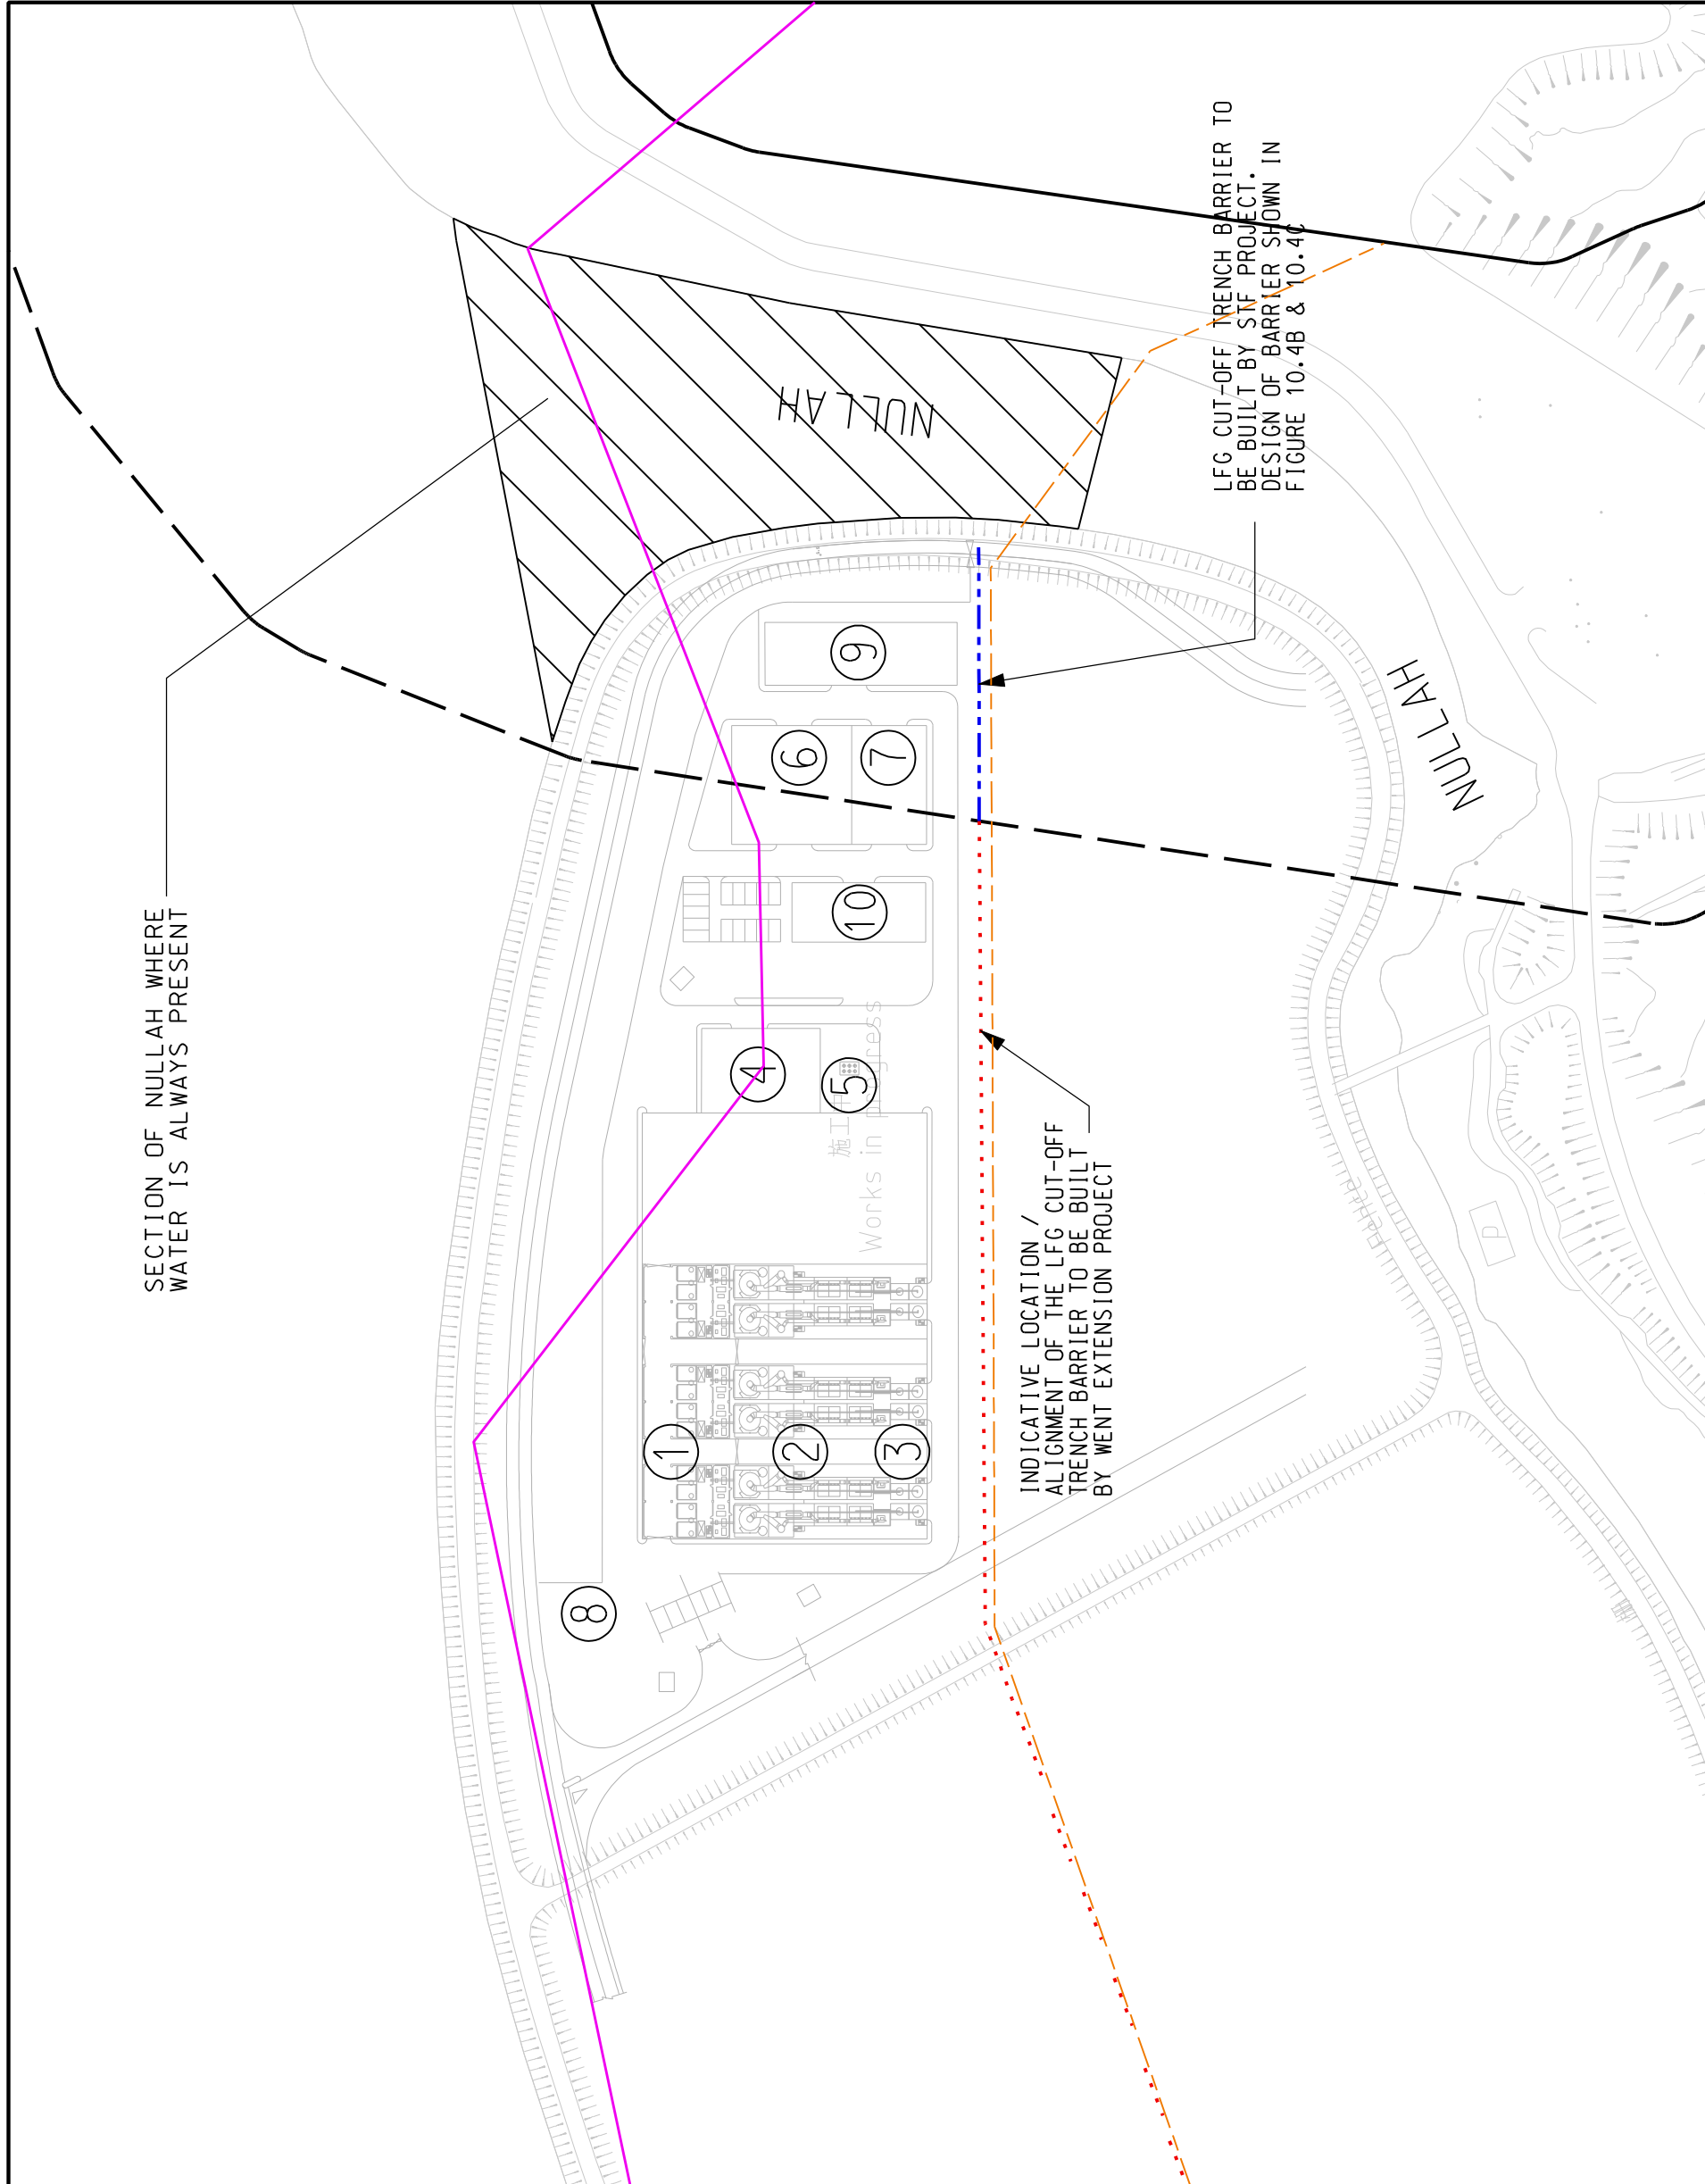 SECTION OF NULLAH WHERE
WATER IS ALWAYS PRESENT
NULLAH
LFG CUT-OFF TRENCH BARRIER TO
BE BUILT BY STF PROJECT.
DESIGN OF BARRIER SHOWN IN
FIGURE 10.4B & 10.4C
NULLAH
9
6
7
10
4
5
施工
Works in Progress
INDICATIVE LOCATION /
ALIGNMENT OF THE LFG CUT-OFF
TRENCH BARRIER TO BE BUILT
BY WENT EXTENSION PROJECT
1
2
3
8
P